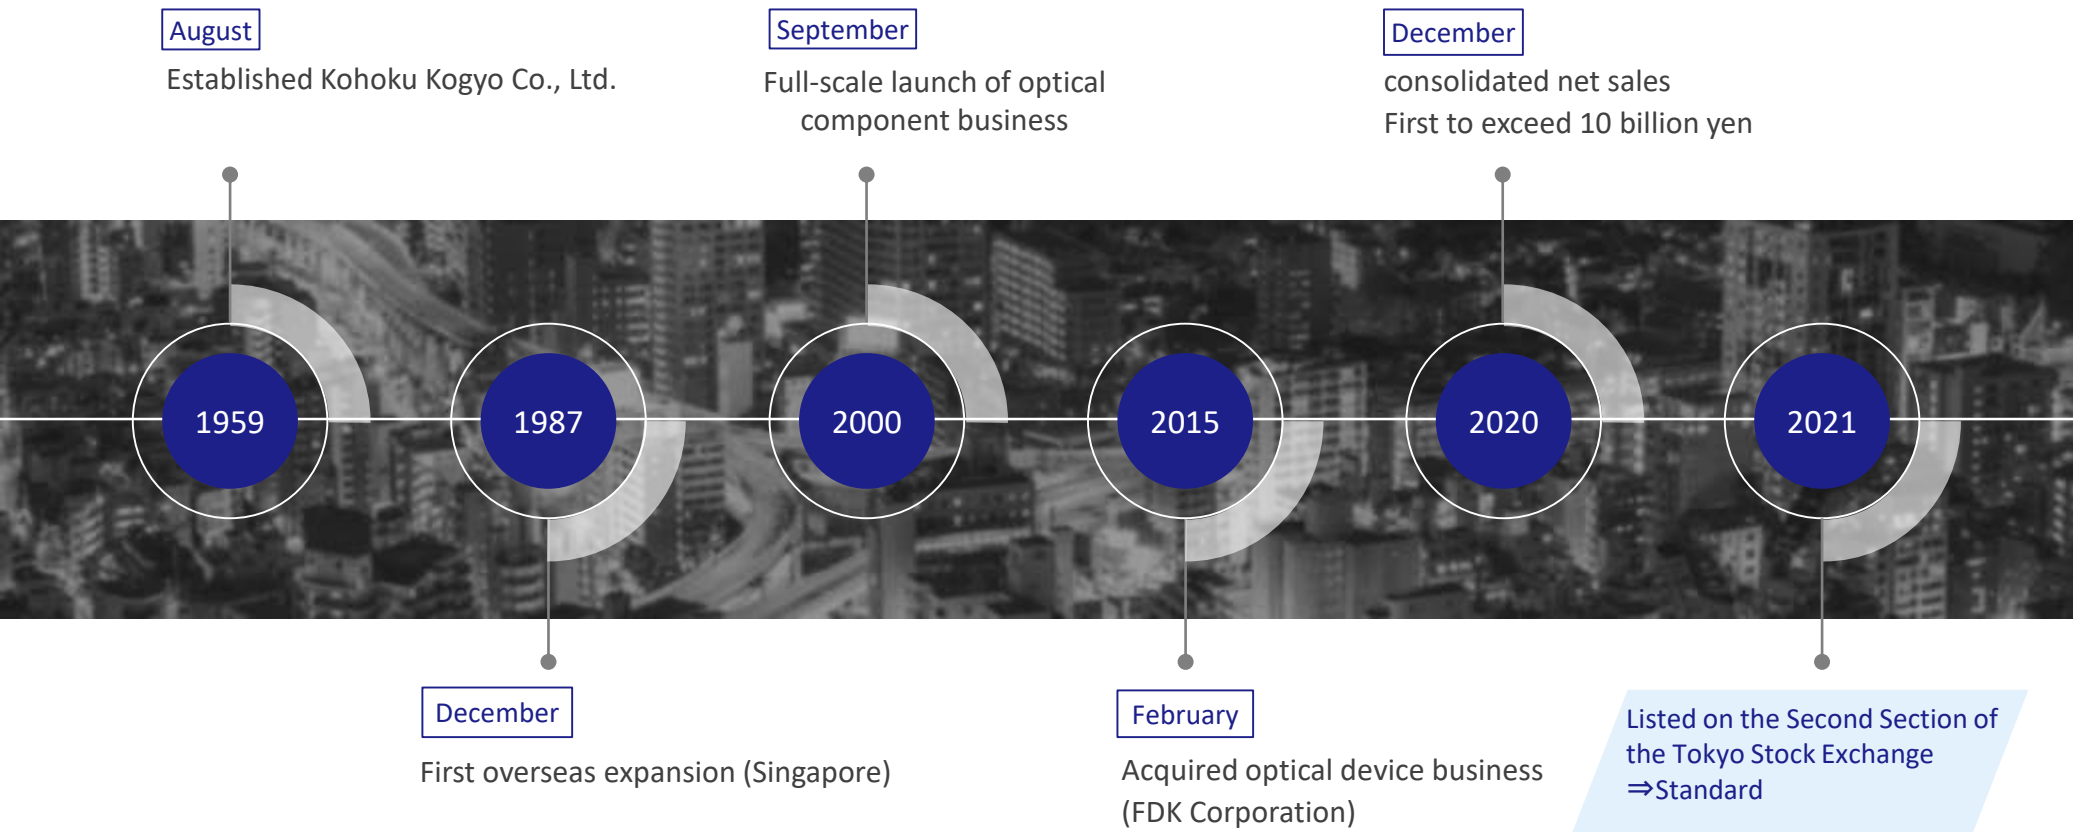 August
Established Kohoku Kogyo Co., Ltd.
September
Full-scale launch of optical
component business
December
consolidated net sales
First to exceed 10 billion yen
1959
1987
2000
2015
2020
2021
December
First overseas expansion (Singapore)
February
Acquired optical device business
(FDK Corporation)
Listed on the Second Section of
the Tokyo Stock Exchange
⇒Standard